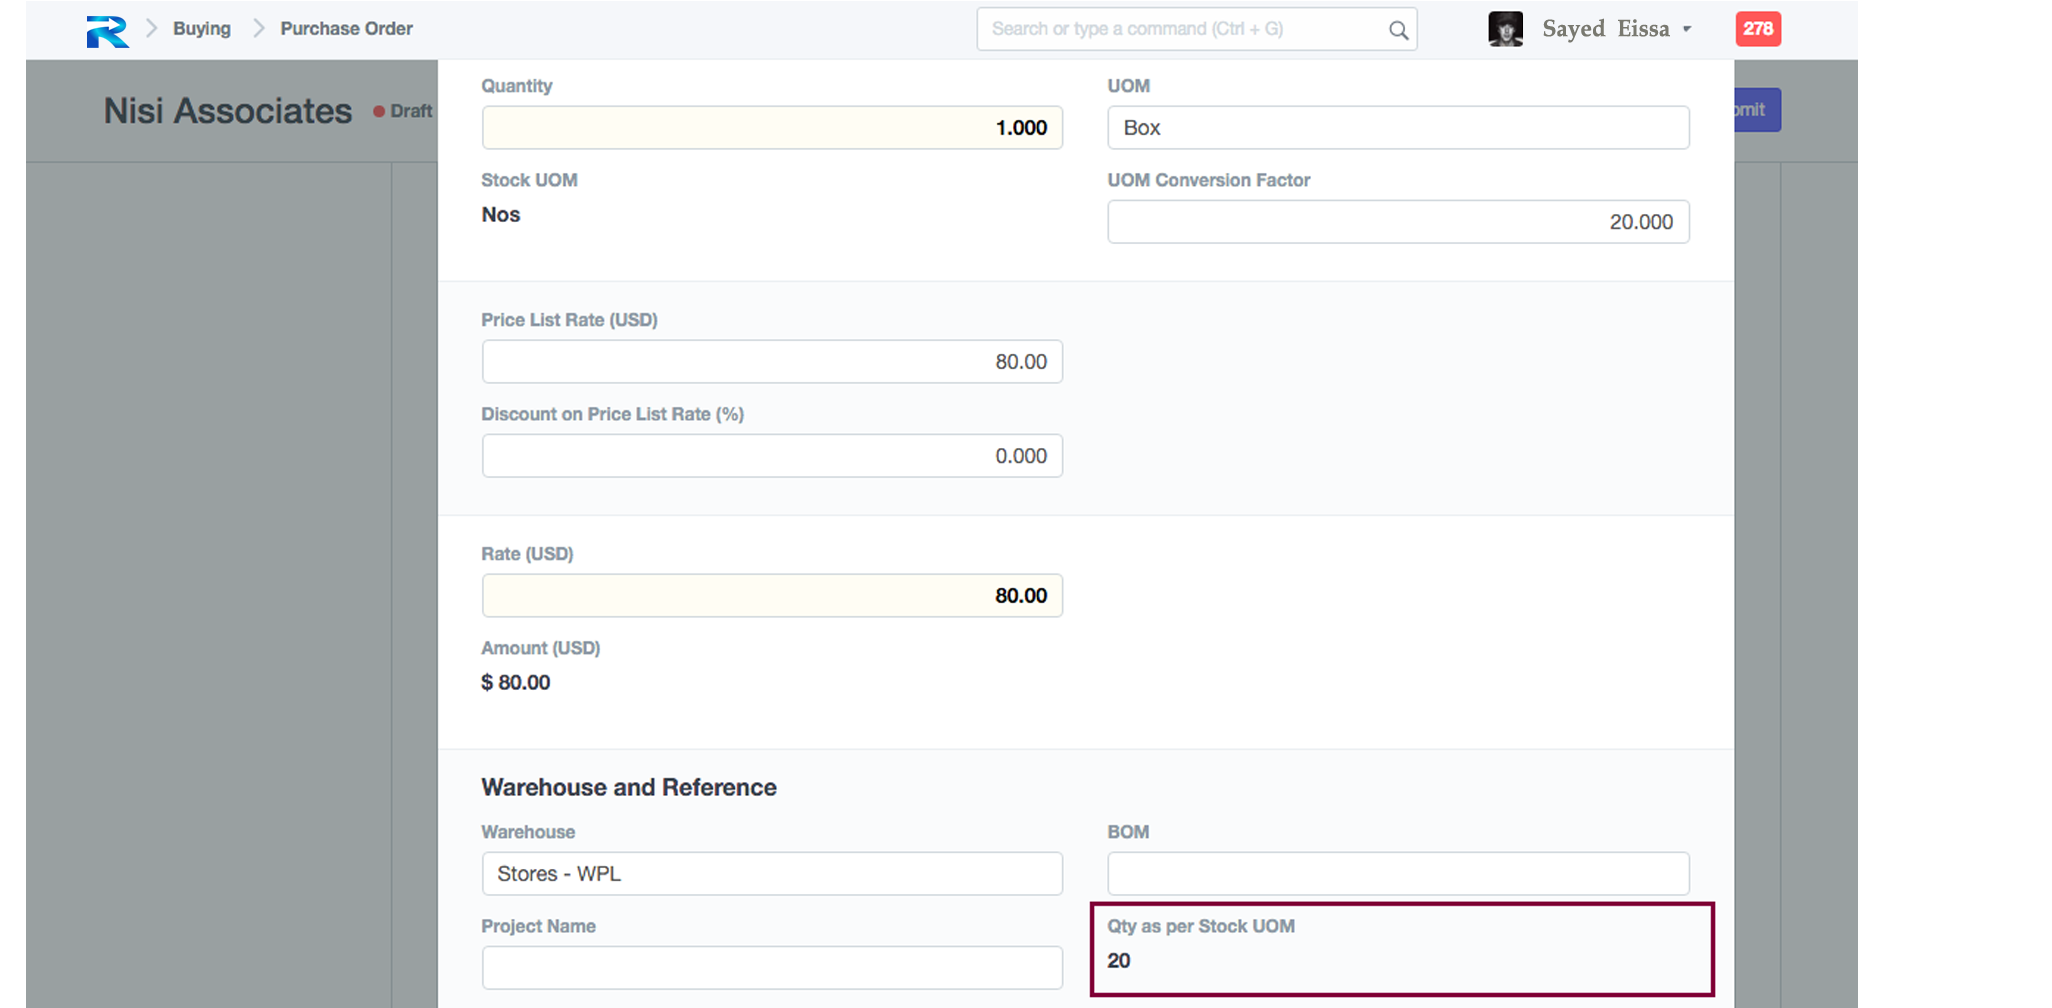 Buying Purchase Order Search or type a command (Ctrl + G) Sayed Eissa 278
Nisi Associates Draft
Quantity UOM
1.000 Box
Stock UOM UOM Conversion Factor
Nos 20.000
Price List Rate (USD)
80.00
Discount on Price List Rate (%)
0.000
Rate (USD)
80.00
Amount (USD)
$ 80.00
Warehouse and Reference
Warehouse BOM
Stores - WPL
Project Name Qty as per Stock UOM
20